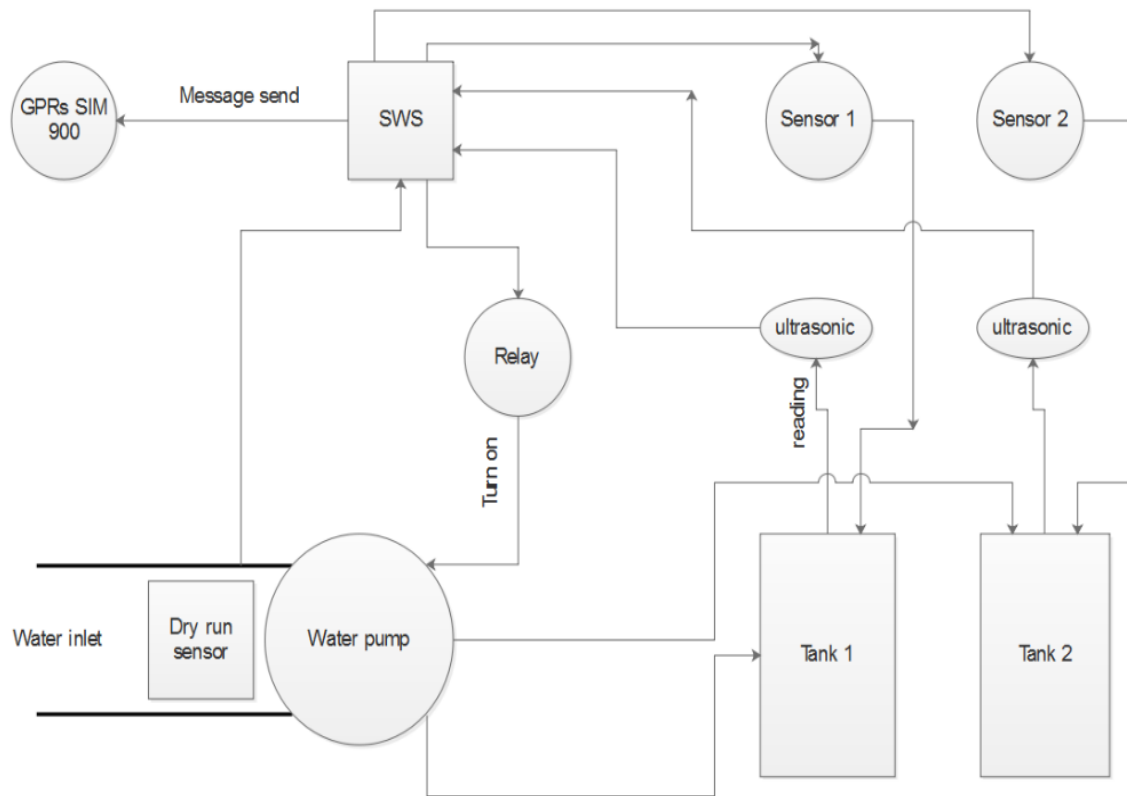 GPRs SIM
900
Message send
SWS
Sensor 1
Sensor 2
Relay
ultrasonic
ultrasonic
reading
Turn on
Water inlet
Dry run
sensor
Water pump
Tank 1
Tank 2